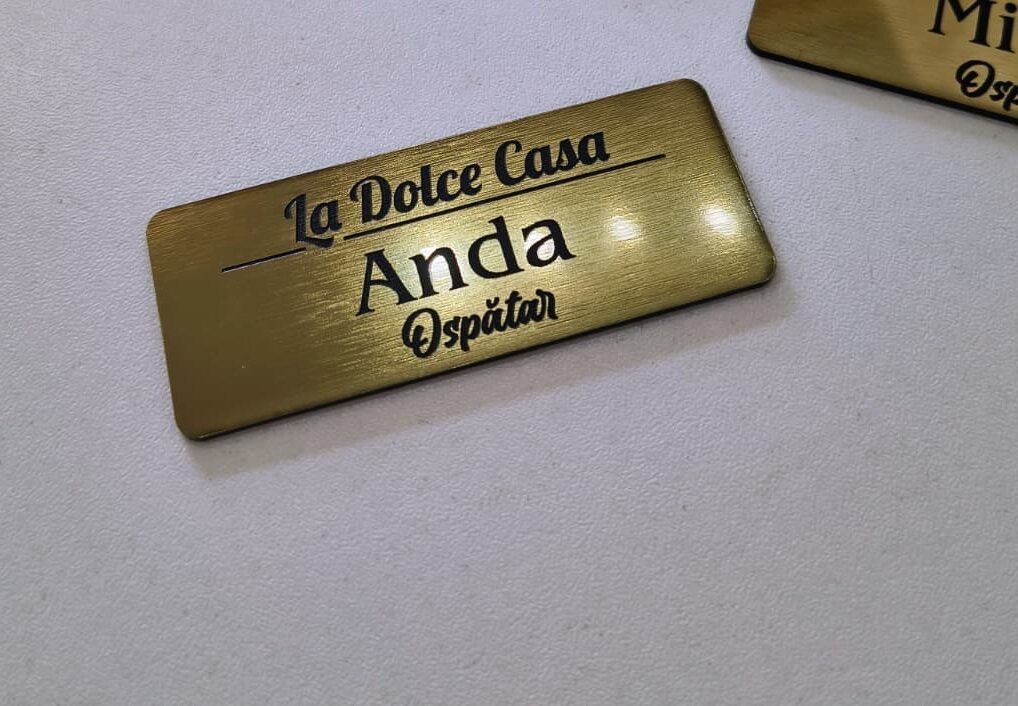 La Dolce Casa
Anda
Ospătar